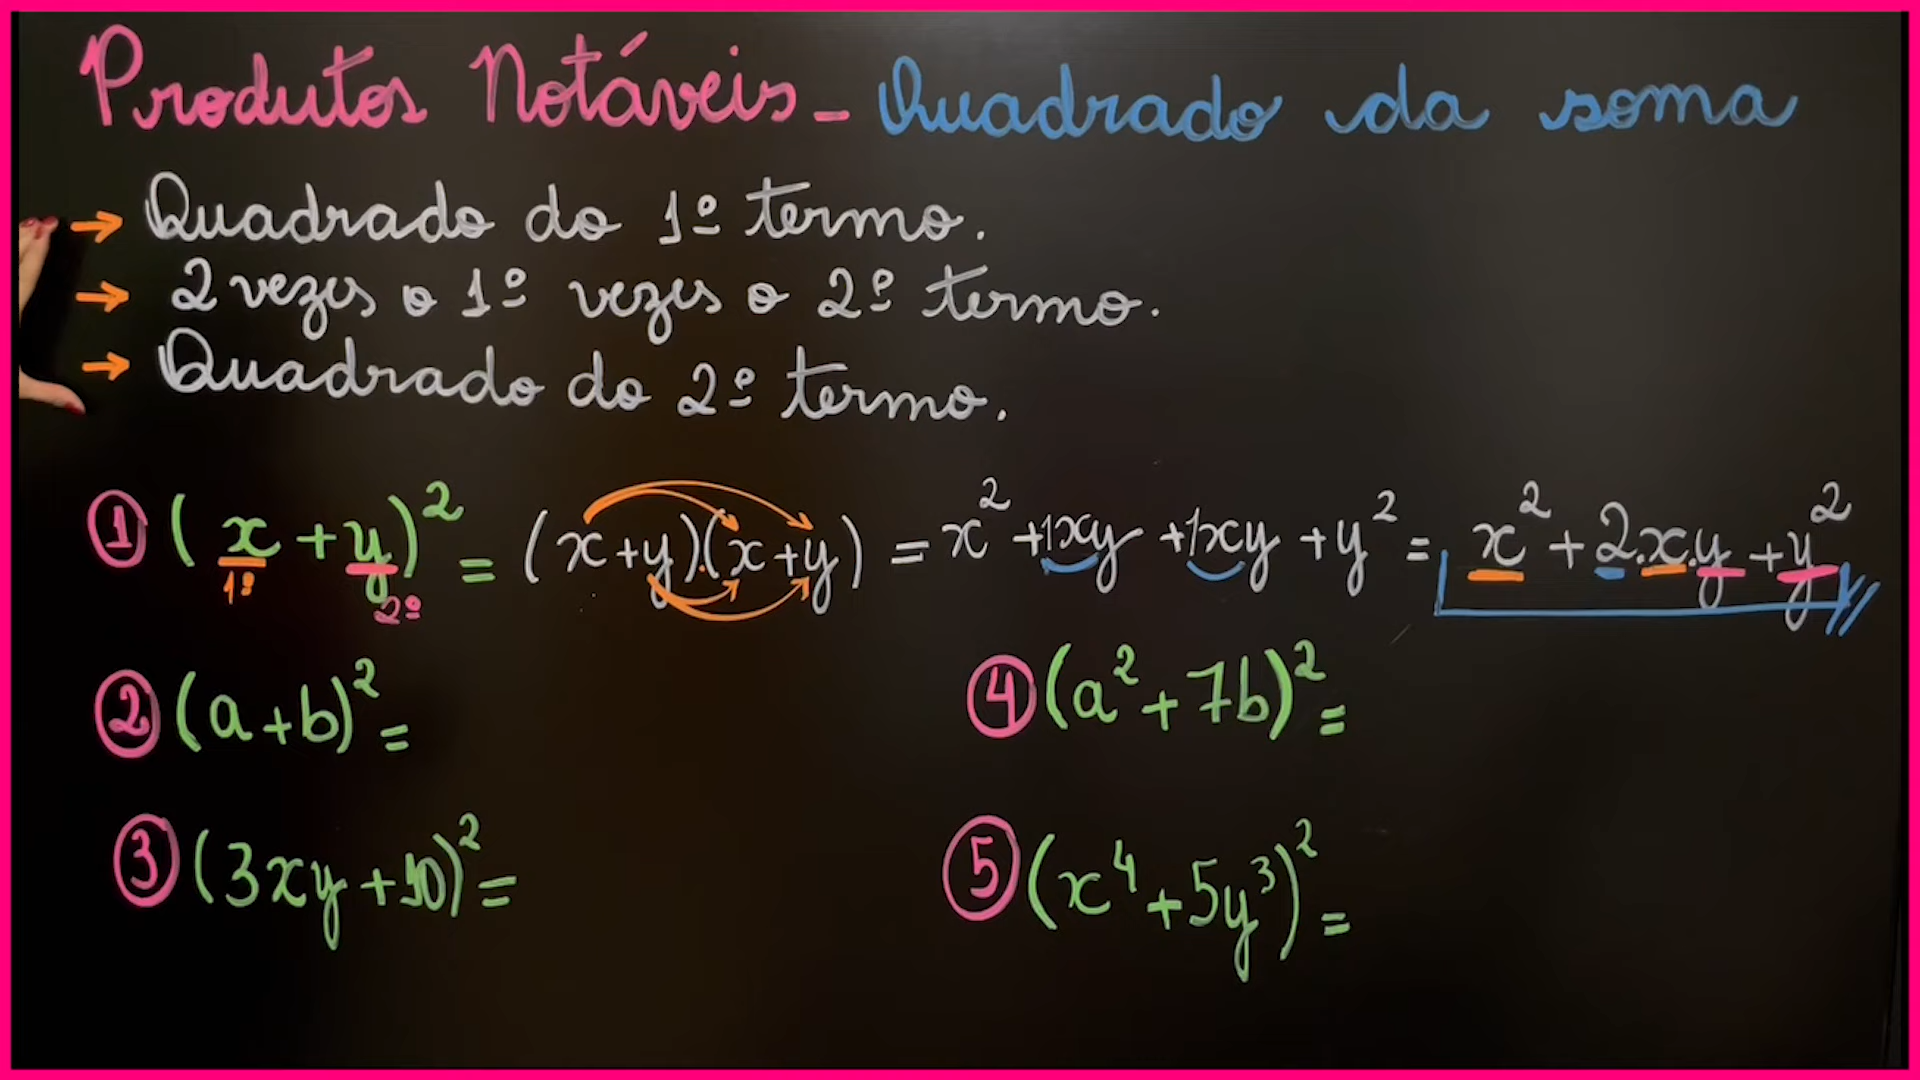 Produtos Notáveis - Quadrado da soma
→ Quadrado do 1º termo.
→ 2 vezes o 1º vezes o 2º termo.
→ Quadrado do 2º termo.
① (x + y)² = (x + y).(x + y) = x² + 1xy + 1xy + y² = x² + 2.x.y + y²
1º 2º
② (a + b)² =
④ (a² + 7b)² =
③ (3xy + 10)² =
⑤ (x⁴ + 5y³)² =